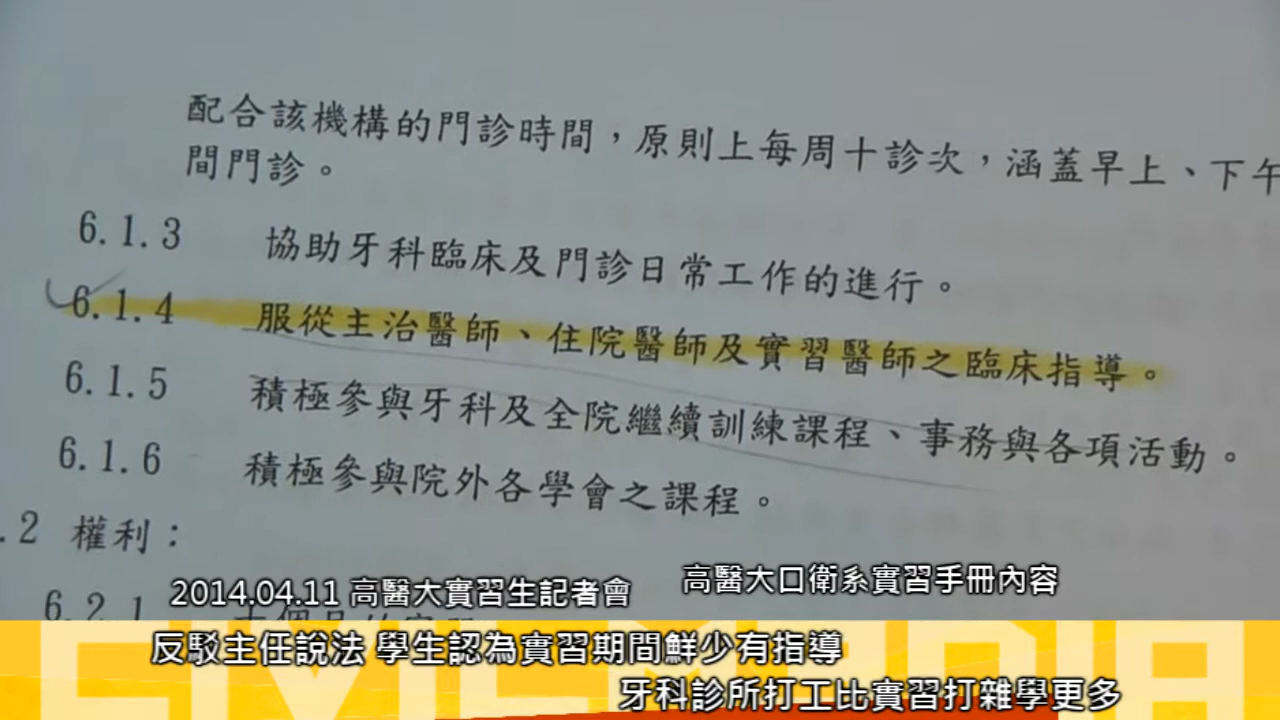 配合該機構的門診時間，原則上每周十診次，涵蓋早上、下午
間門診。
6.1.3 協助牙科臨床及門診日常工作的進行。
6.1.4 服從主治醫師、住院醫師及實習醫師之臨床指導。
6.1.5 積極參與牙科及全院繼續訓練課程、事務與各項活動。
6.1.6 積極參與院外各學會之課程。
.2 權利：
6.2.1
2014.04.11 高醫大實習生記者會
高醫大口衛系實習手冊內容
反駁主任說法 學生認為實習期間鮮少有指導
牙科診所打工比實習打雜學更多